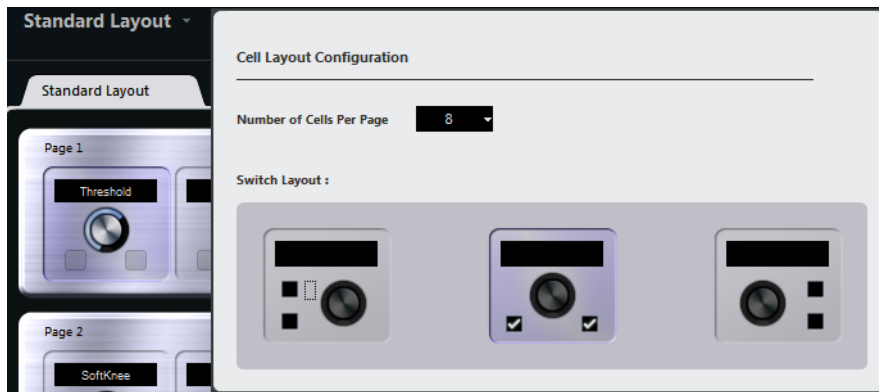 Standard Layout
Standard Layout
Page 1
Threshold
Page 2
SoftKnee
Cell Layout Configuration
Number of Cells Per Page 8
Switch Layout :